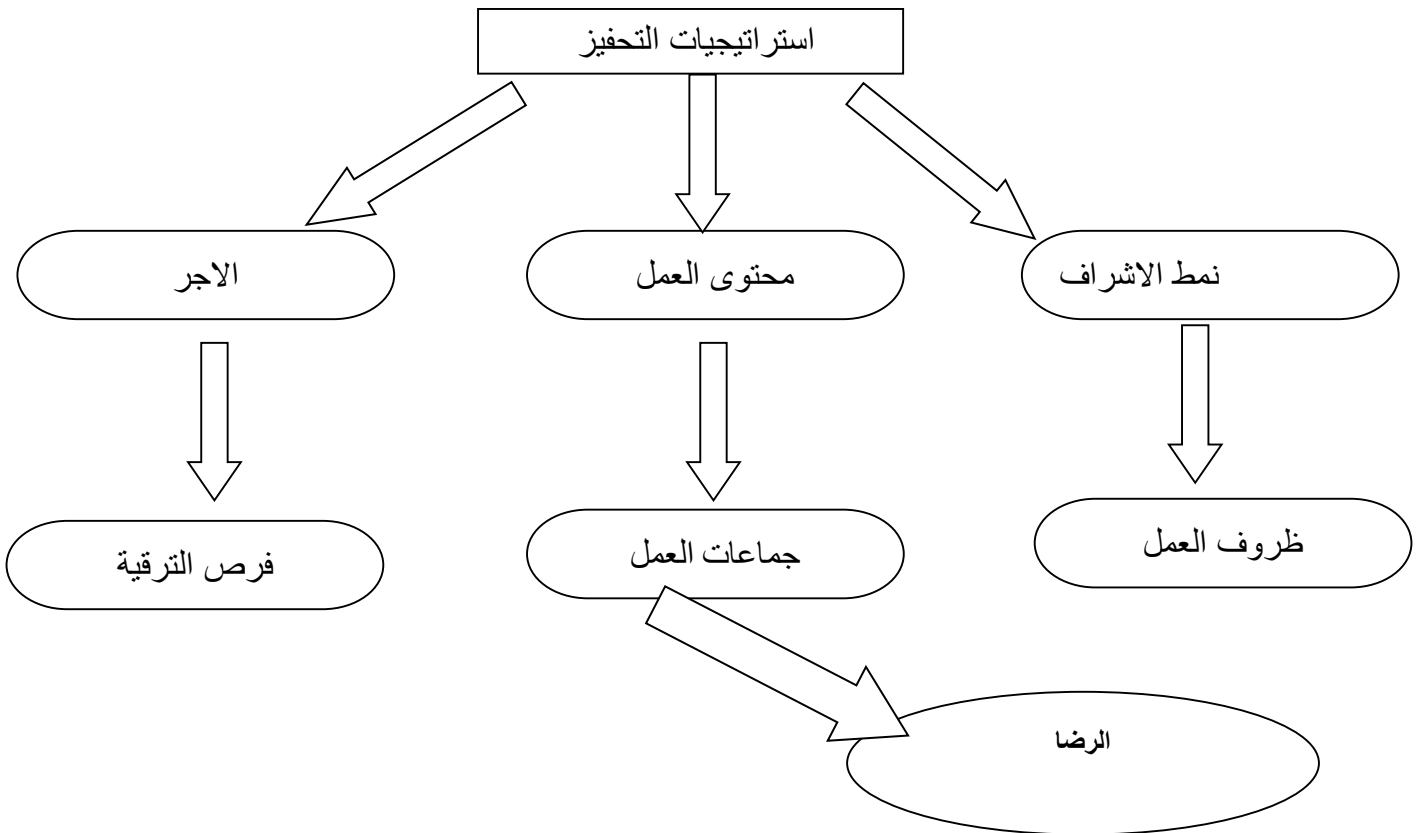 استراتيجيات التحفيز
نمط الاشراف
محتوى العمل
الاجر
ظروف العمل
جماعات العمل
فرص الترقية
الرضا